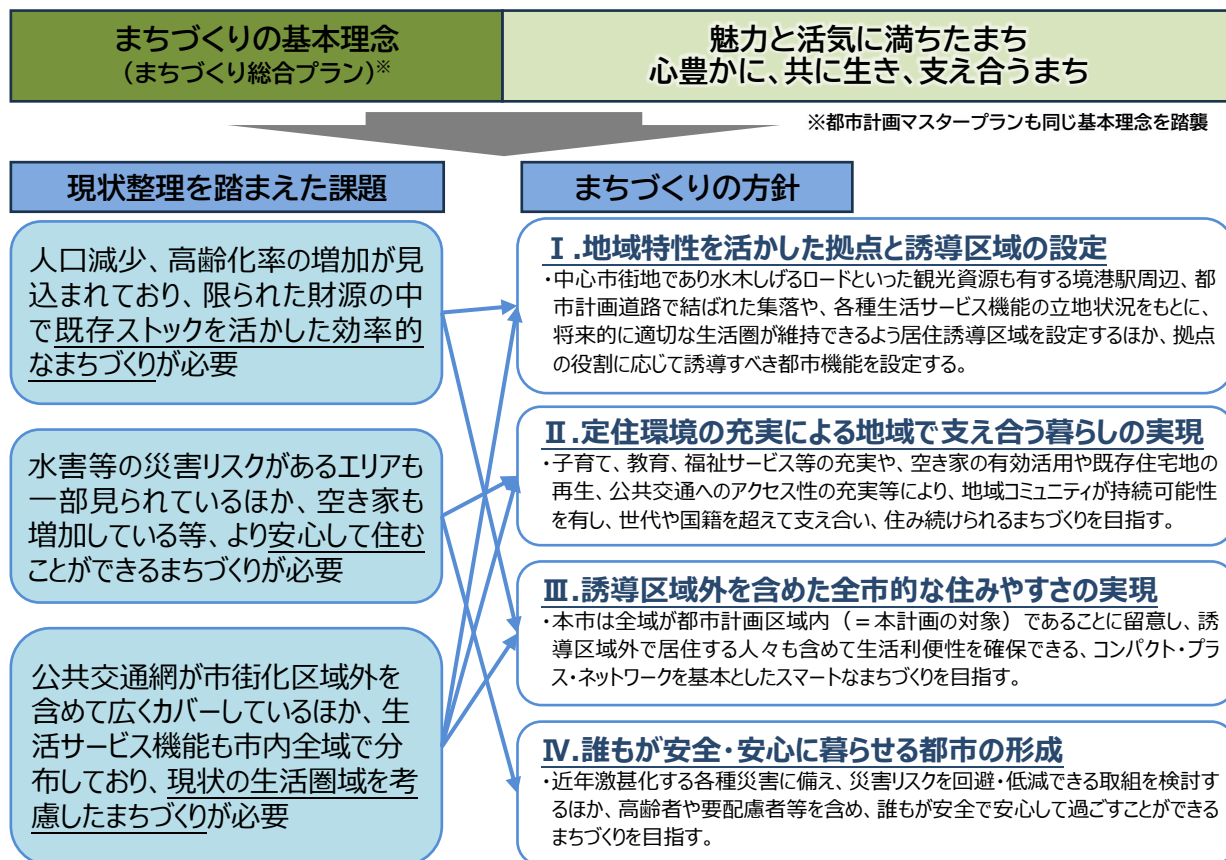 まちづくりの基本理念
（まちづくり総合プラン）※
魅力と活気に満ちたまち
心豊かに、共に生き、支え合うまち
※都市計画マスタープランも同じ基本理念を踏襲
現状整理を踏まえた課題
人口減少、高齢化率の増加が見
込まれており、限られた財源の中
で既存ストックを活かした効率的
なまちづくりが必要
水害等の災害リスクがあるエリアも
一部見られているほか、空き家も
増加している等、より安心して住む
ことができるまちづくりが必要
公共交通網が市街化区域外を
含めて広くカバーしているほか、生
活サービス機能も市内全域で分
布しており、現状の生活圏域を考
慮したまちづくりが必要
まちづくりの方針
Ⅰ.地域特性を活かした拠点と誘導区域の設定
・中心市街地であり水木しげるロードといった観光資源も有する境港駅周辺、都
市計画道路で結ばれた集落や、各種生活サービス機能の立地状況をもとに、
将来的に適切な生活圏が維持できるよう居住誘導区域を設定するほか、拠点
の役割に応じて誘導すべき都市機能を設定する。
Ⅱ.定住環境の充実による地域で支え合う暮らしの実現
・子育て、教育、福祉サービス等の充実や、空き家の有効活用や既存住宅地の
再生、公共交通へのアクセス性の充実等により、地域コミュニティが持続可能性
を有し、世代や国籍を超えて支え合い、住み続けられるまちづくりを目指す。
Ⅲ.誘導区域外を含めた全市的な住みやすさの実現
・本市は全域が都市計画区域内（＝本計画の対象）であることに留意し、誘
導区域外で居住する人々も含めて生活利便性を確保できる、コンパクト・プラ
ス・ネットワークを基本としたスマートなまちづくりを目指す。
Ⅳ.誰もが安全・安心に暮らせる都市の形成
・近年激甚化する各種災害に備え、災害リスクを回避・低減できる取組を検討す
るほか、高齢者や要配慮者等を含め、誰もが安全で安心して過ごすことができる
まちづくりを目指す。